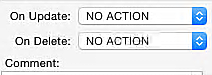 On Update: NO ACTION
On Delete: NO ACTION
Comment: